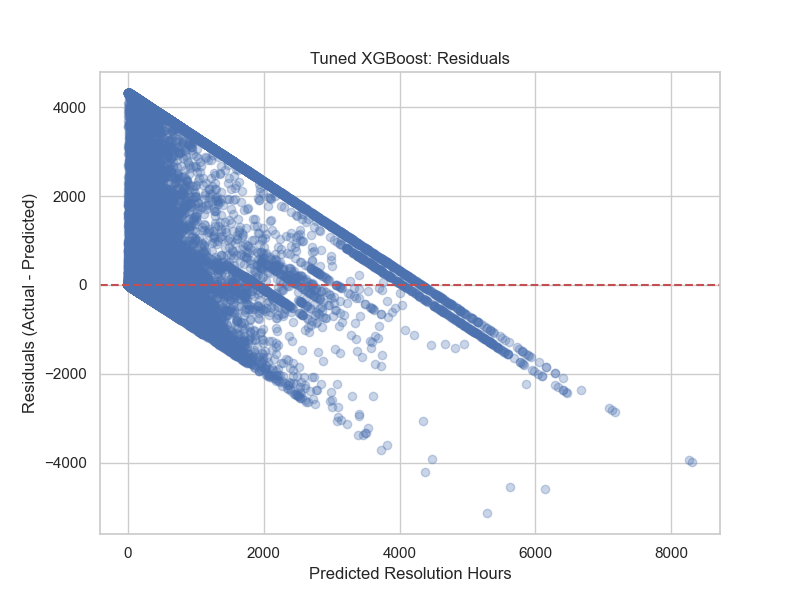 Tuned XGBoost: Residuals
Residuals (Actual - Predicted)
4000
2000
0
−2000
−4000
0 2000 4000 6000 8000
Predicted Resolution Hours